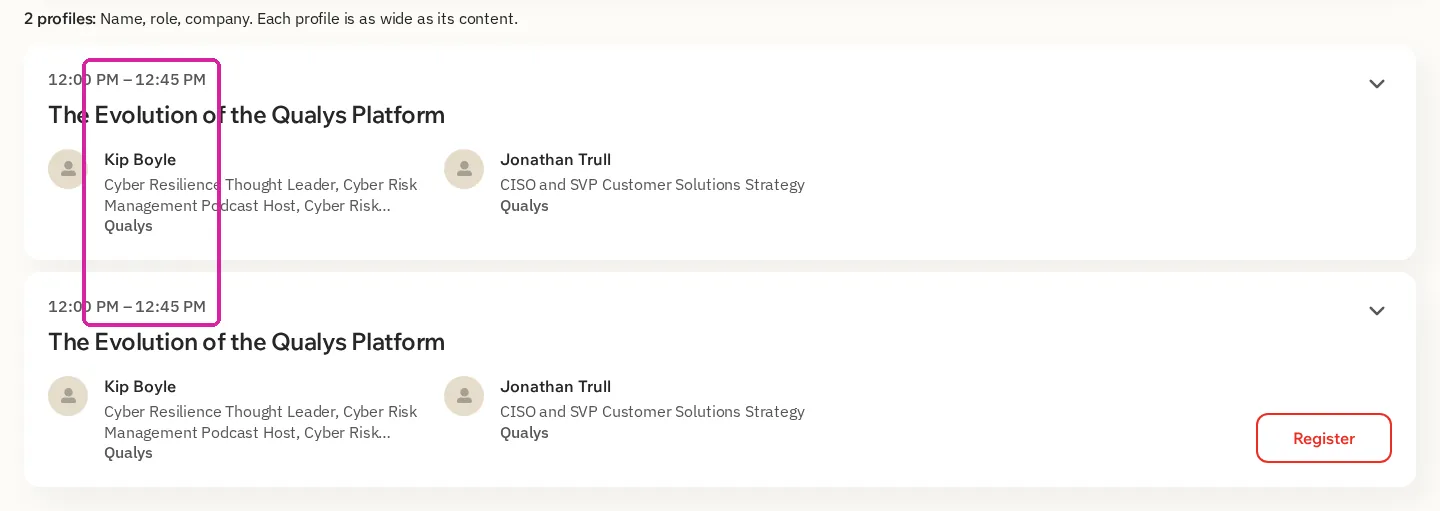 2 profiles: Name, role, company. Each profile is as wide as its content.
12:00 PM – 12:45 PM
The Evolution of the Qualys Platform
Kip Boyle
Cyber Resilience Thought Leader, Cyber Risk
Management Podcast Host, Cyber Risk...
Qualys
Jonathan Trull
CISO and SVP Customer Solutions Strategy
Qualys
12:00 PM – 12:45 PM
The Evolution of the Qualys Platform
Kip Boyle
Cyber Resilience Thought Leader, Cyber Risk
Management Podcast Host, Cyber Risk...
Qualys
Jonathan Trull
CISO and SVP Customer Solutions Strategy
Qualys
Register